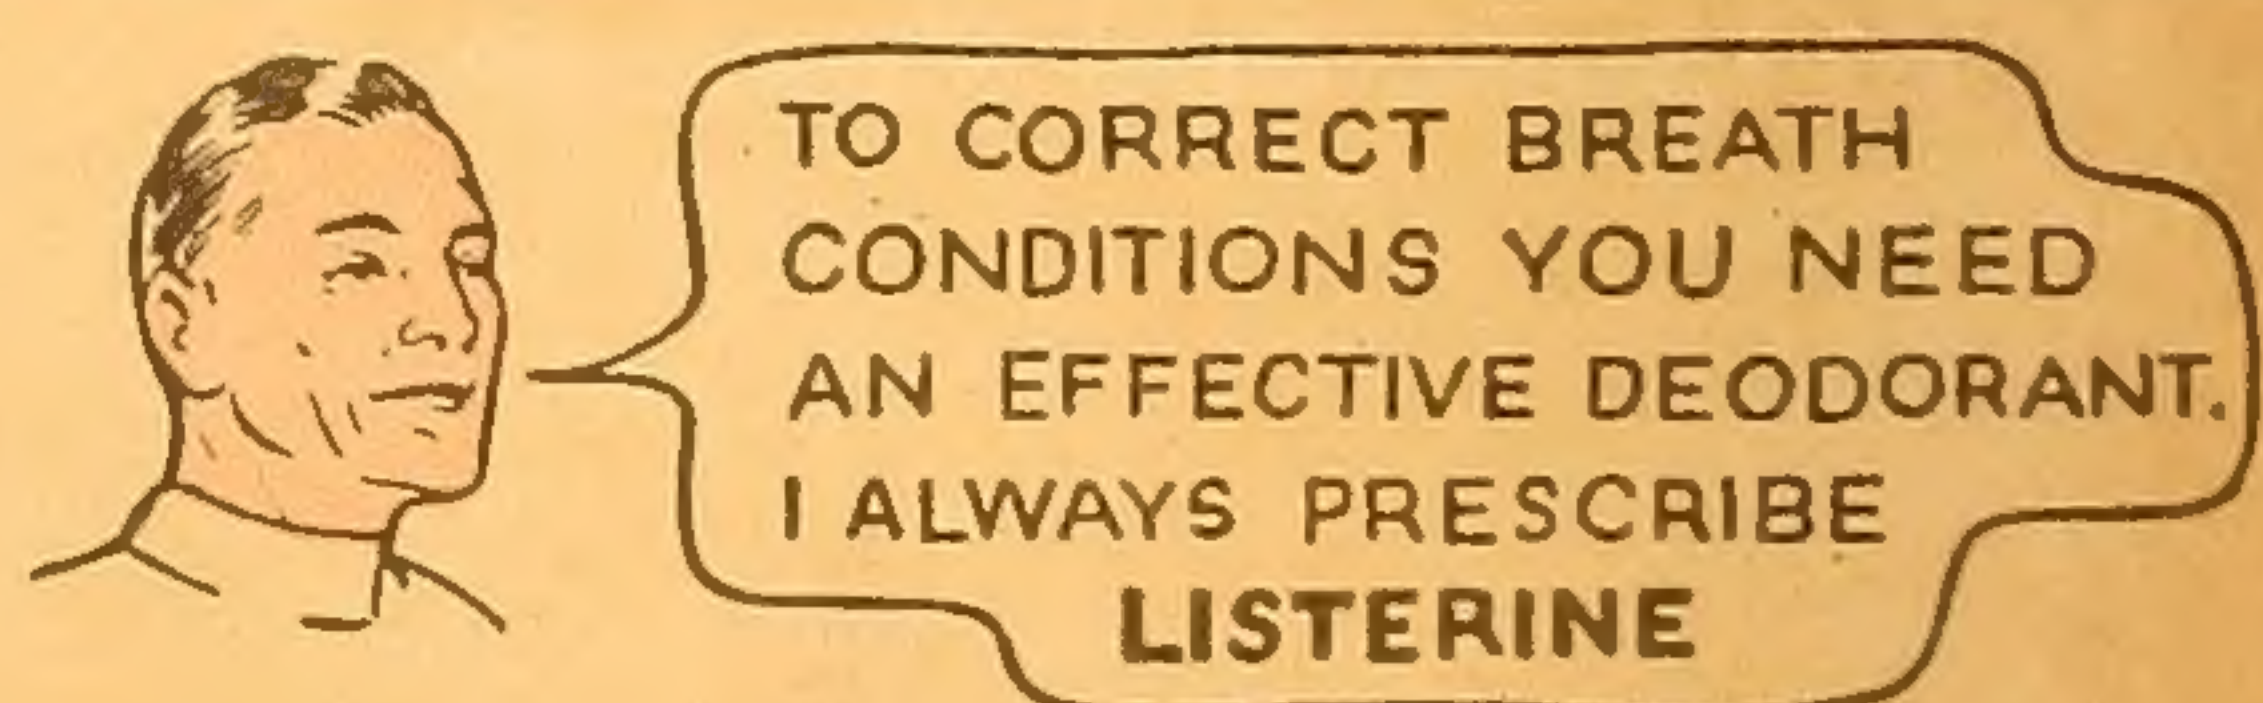 TO CORRECT BREATH
CONDITIONS YOU NEED
AN EFFECTIVE DEODORANT.
I ALWAYS PRESCRIBE
LISTERINE